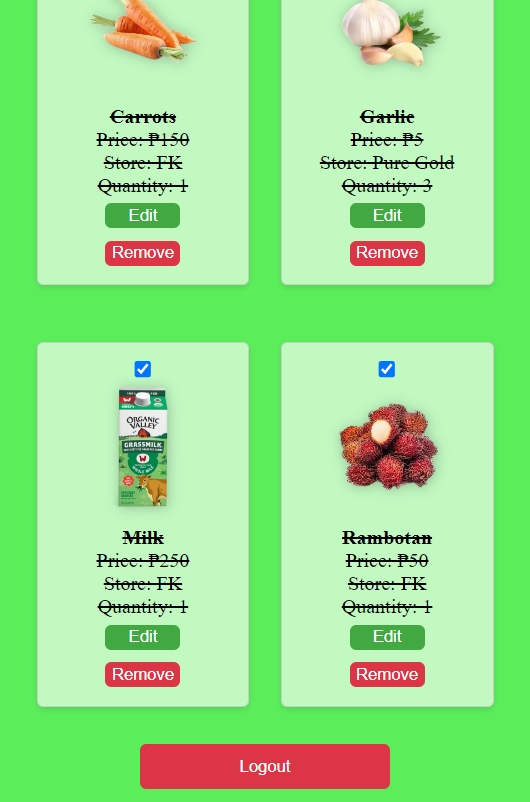 Carrots
Price: ₱150
Store: FK
Quantity: 1
Edit
Remove
Garlic
Price: ₱5
Store: Pure Gold
Quantity: 3
Edit
Remove
ORGANIC
VALLEY
GRASSMILK
Milk
Price: ₱250
Store: FK
Quantity: 1
Edit
Remove
Rambotan
Price: ₱50
Store: FK
Quantity: 1
Edit
Remove
Logout